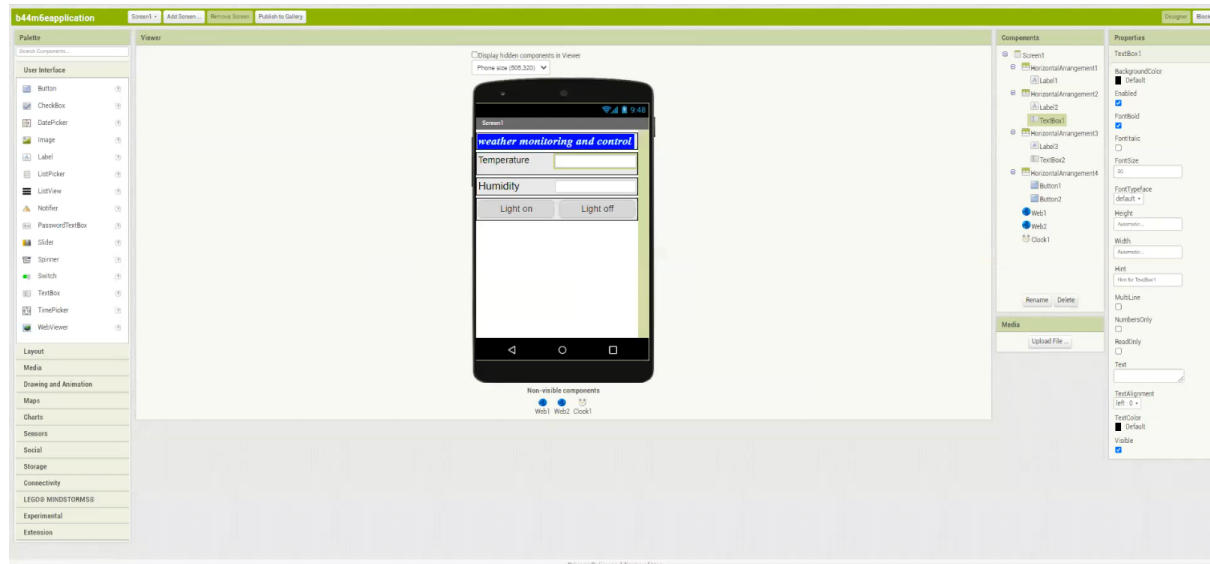 b44m6eapplication
Screen1
Add Screen...
Remove Screen
Publish to Gallery
Designer
Palette
Search Components...
User Interface
Button
CheckBox
DatePicker
Image
Label
ListPicker
ListView
Notifier
PasswordTextBox
Slider
Spinner
Switch
TextBox
TimePicker
WebViewer
Layout
Media
Drawing and Animation
Maps
Charts
Sensors
Social
Storage
Connectivity
LEGO® MINDSTORMS®
Experimental
Extension
Viewer
Display hidden components in Viewer
Phone size (505,320)
9:48
Screen1
weather monitoring and control
Temperature
Humidity
Light on Light off
Non-visible components
Web1 Web2 Clock1
Components
Screen1
HorizontalArrangement1
Label1
HorizontalArrangement2
Label2
TextBox1
HorizontalArrangement3
Label3
TextBox2
HorizontalArrangement4
Button1
Button2
Web1
Web2
Clock1
Rename Delete
Media
Upload File ...
Properties
TextBox1
BackgroundColor
Default
Enabled
FontBold
FontItalic
FontSize
FontTypeface
default
Height
Automatic...
Width
Automatic...
Hint
Hint for TextBox1
MultiLine
NumbersOnly
ReadOnly
Text
TextAlignment
left : 0
TextColor
Default
Visible